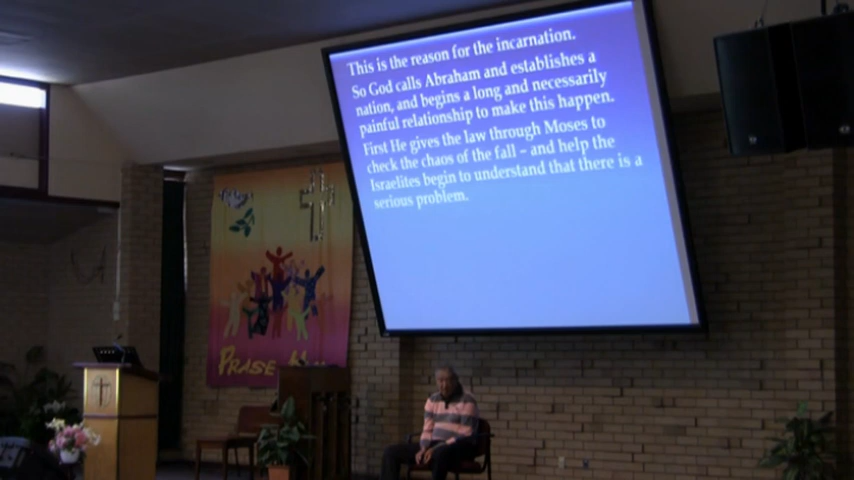 This is the reason for the incarnation.
So God calls Abraham and establishes a
nation, and begins a long and necessarily
painful relationship to make this happen.
First He gives the law through Moses to
check the chaos of the fall – and help the
Israelites begin to understand that there is a
serious problem.
PRAISE